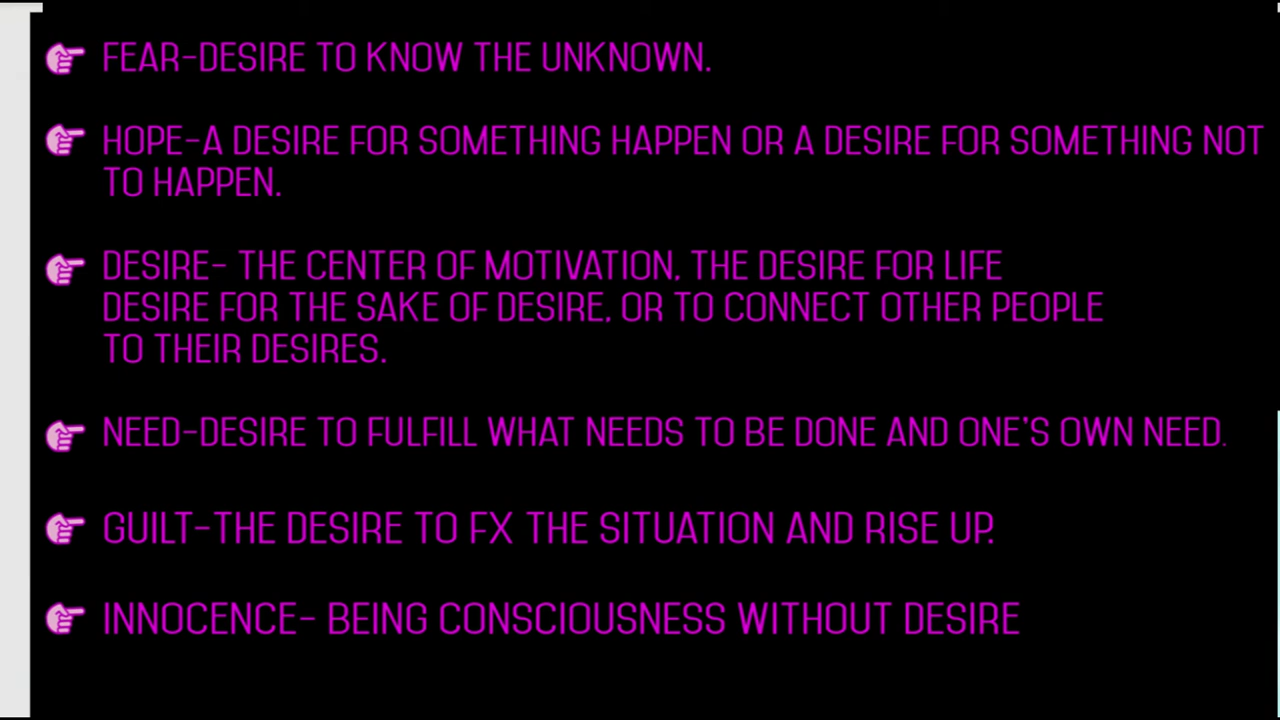 FEAR-DESIRE TO KNOW THE UNKNOWN.
HOPE-A DESIRE FOR SOMETHING HAPPEN OR A DESIRE FOR SOMETHING NOT
TO HAPPEN.
DESIRE- THE CENTER OF MOTIVATION, THE DESIRE FOR LIFE
DESIRE FOR THE SAKE OF DESIRE, OR TO CONNECT OTHER PEOPLE
TO THEIR DESIRES.
NEED-DESIRE TO FULFILL WHAT NEEDS TO BE DONE AND ONE'S OWN NEED.
GUILT-THE DESIRE TO FX THE SITUATION AND RISE UP.
INNOCENCE- BEING CONSCIOUSNESS WITHOUT DESIRE